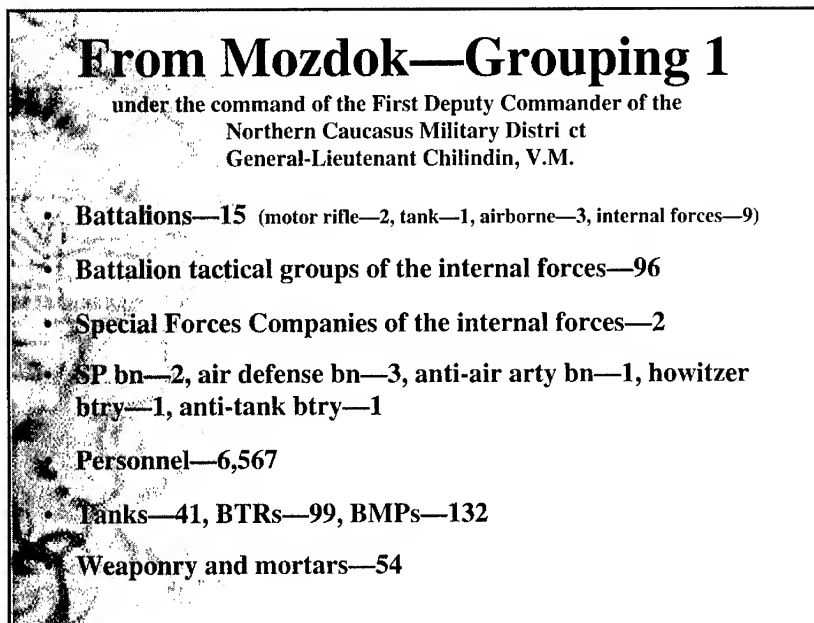 From Mozdok—Grouping 1
under the command of the First Deputy Commander of the
Northern Caucasus Military Distri ct
General-Lieutenant Chilindin, V.M.
• Battalions—15 (motor rifle—2, tank—1, airborne—3, internal forces—9)
• Battalion tactical groups of the internal forces—96
• Special Forces Companies of the internal forces—2
• SP bn—2, air defense bn—3, anti-air arty bn—1, howitzer
btry—1, anti-tank btry—1
• Personnel—6,567
• Tanks—41, BTRs—99, BMPs—132
• Weaponry and mortars—54